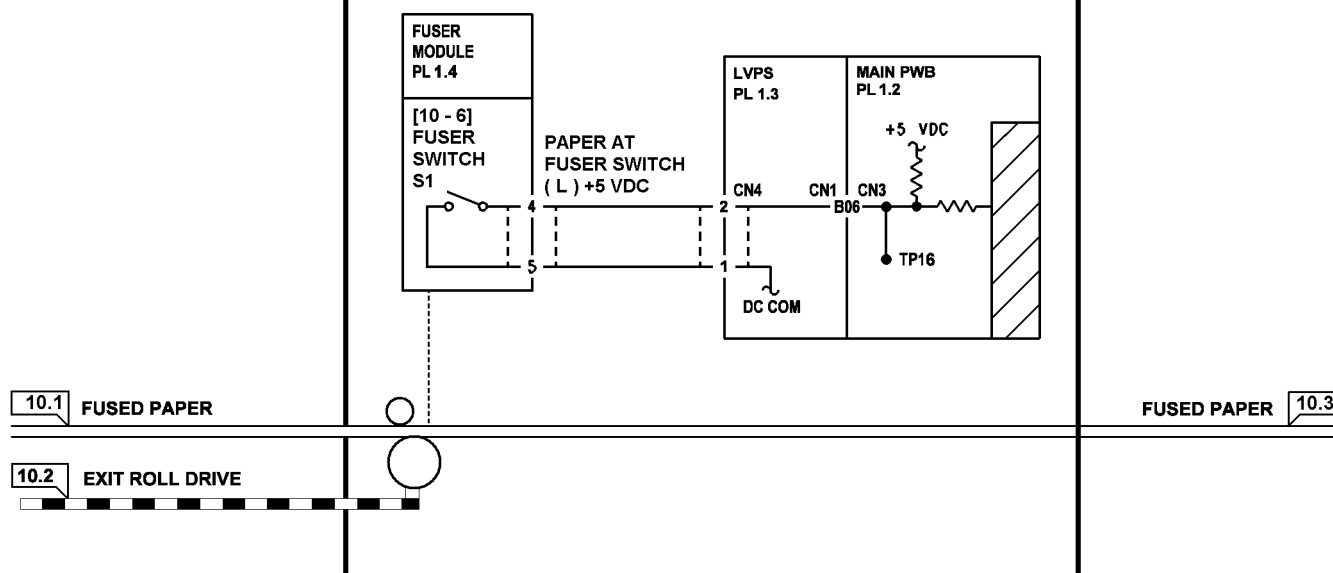 FUSER
MODULE
PL 1.4
[10 - 6]
FUSER
SWITCH
S1
PAPER AT
FUSER SWITCH
( L ) +5 VDC
4
5
LVPS
PL 1.3
MAIN PWB
PL 1.2
+5 VDC
2 CN4
CN1 CN3
B06
1
TP16
DC COM
10.1 FUSED PAPER
FUSED PAPER 10.3
10.2 EXIT ROLL DRIVE